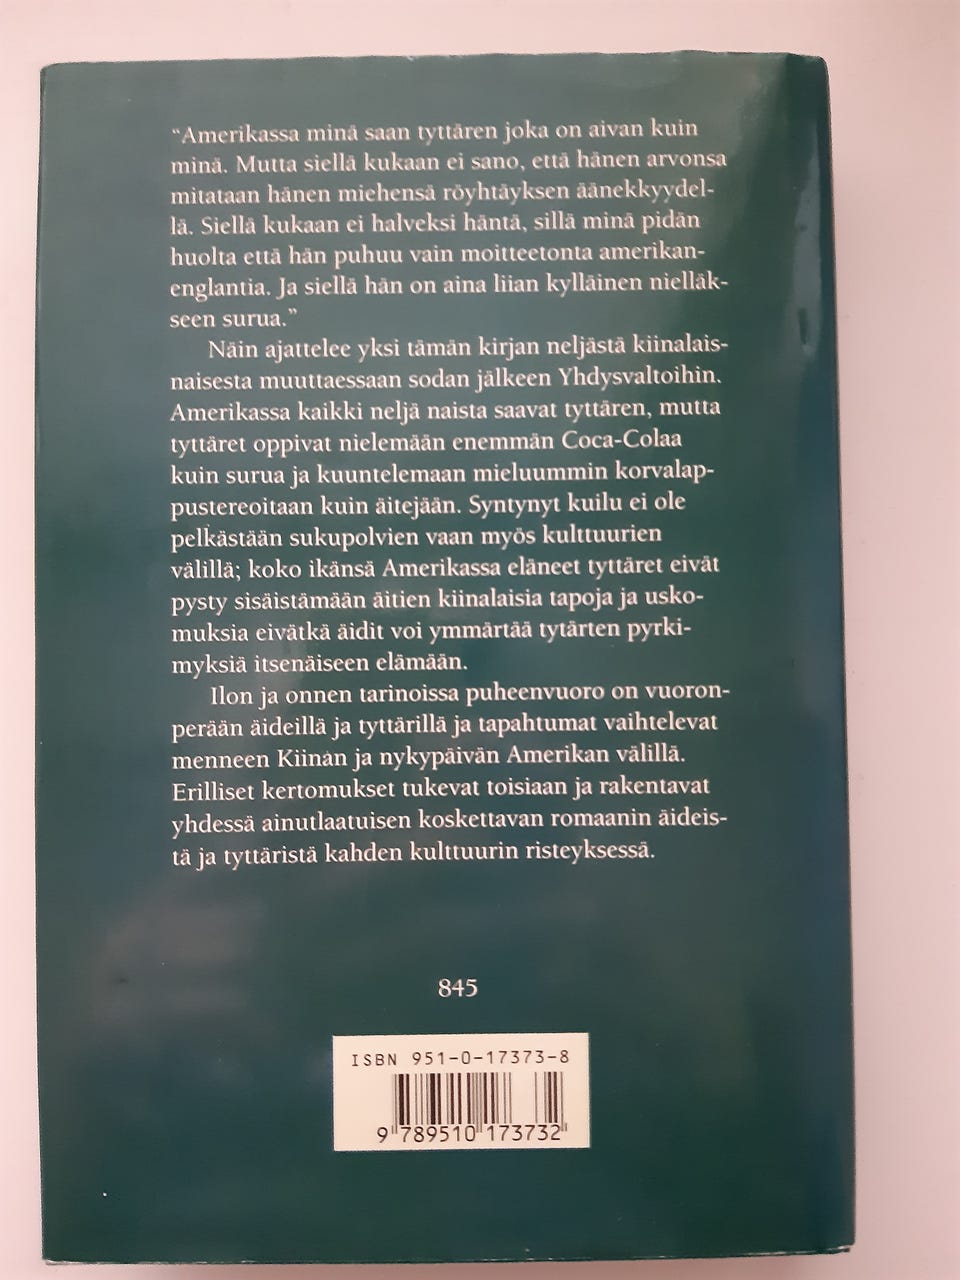 “Amerikassa minä saan tyttären joka on aivan kuin
minä. Mutta siellä kukaan ei sano, että hänen arvonsa
mitataan hänen miehensä röyhtäyksen äänekkyydel-
lä. Siellä kukaan ei halveksi häntä, sillä minä pidän
huolta että hän puhuu vain moitteetonta amerikan-
englantia. Ja siellä hän on aina liian kylläinen nielläk-
seen surua.”
Näin ajattelee yksi tämän kirjan neljästä kiinalais-
naisesta muuttaessaan sodan jälkeen Yhdysvaltoihin.
Amerikassa kaikki neljä naista saavat tyttären, mutta
tyttäret oppivat nielemään enemmän Coca-Colaa
kuin surua ja kuuntelemaan mieluummin korvalap-
pustereoitaan kuin äitejään. Syntynyt kuilu ei ole
pelkästään sukupolvien vaan myös kulttuurien
välillä; koko ikänsä Amerikassa eläneet tyttäret eivät
pysty sisäistämään äitien kiinalaisia tapoja ja usko-
muksia eivätkä äidit voi ymmärtää tytärten pyrki-
myksiä itsenäiseen elämään.
Ilon ja onnen tarinoissa puheenvuoro on vuoron-
perään äideillä ja tyttärillä ja tapahtumat vaihtelevat
menneen Kiinan ja nykypäivän Amerikan välillä.
Erilliset kertomukset tukevat toisiaan ja rakentavat
yhdessä ainutlaatuisen koskettavan romaanin äideis-
tä ja tyttäristä kahden kulttuurin risteyksessä.
845
ISBN 951-0-17373-8
9 789510 173732